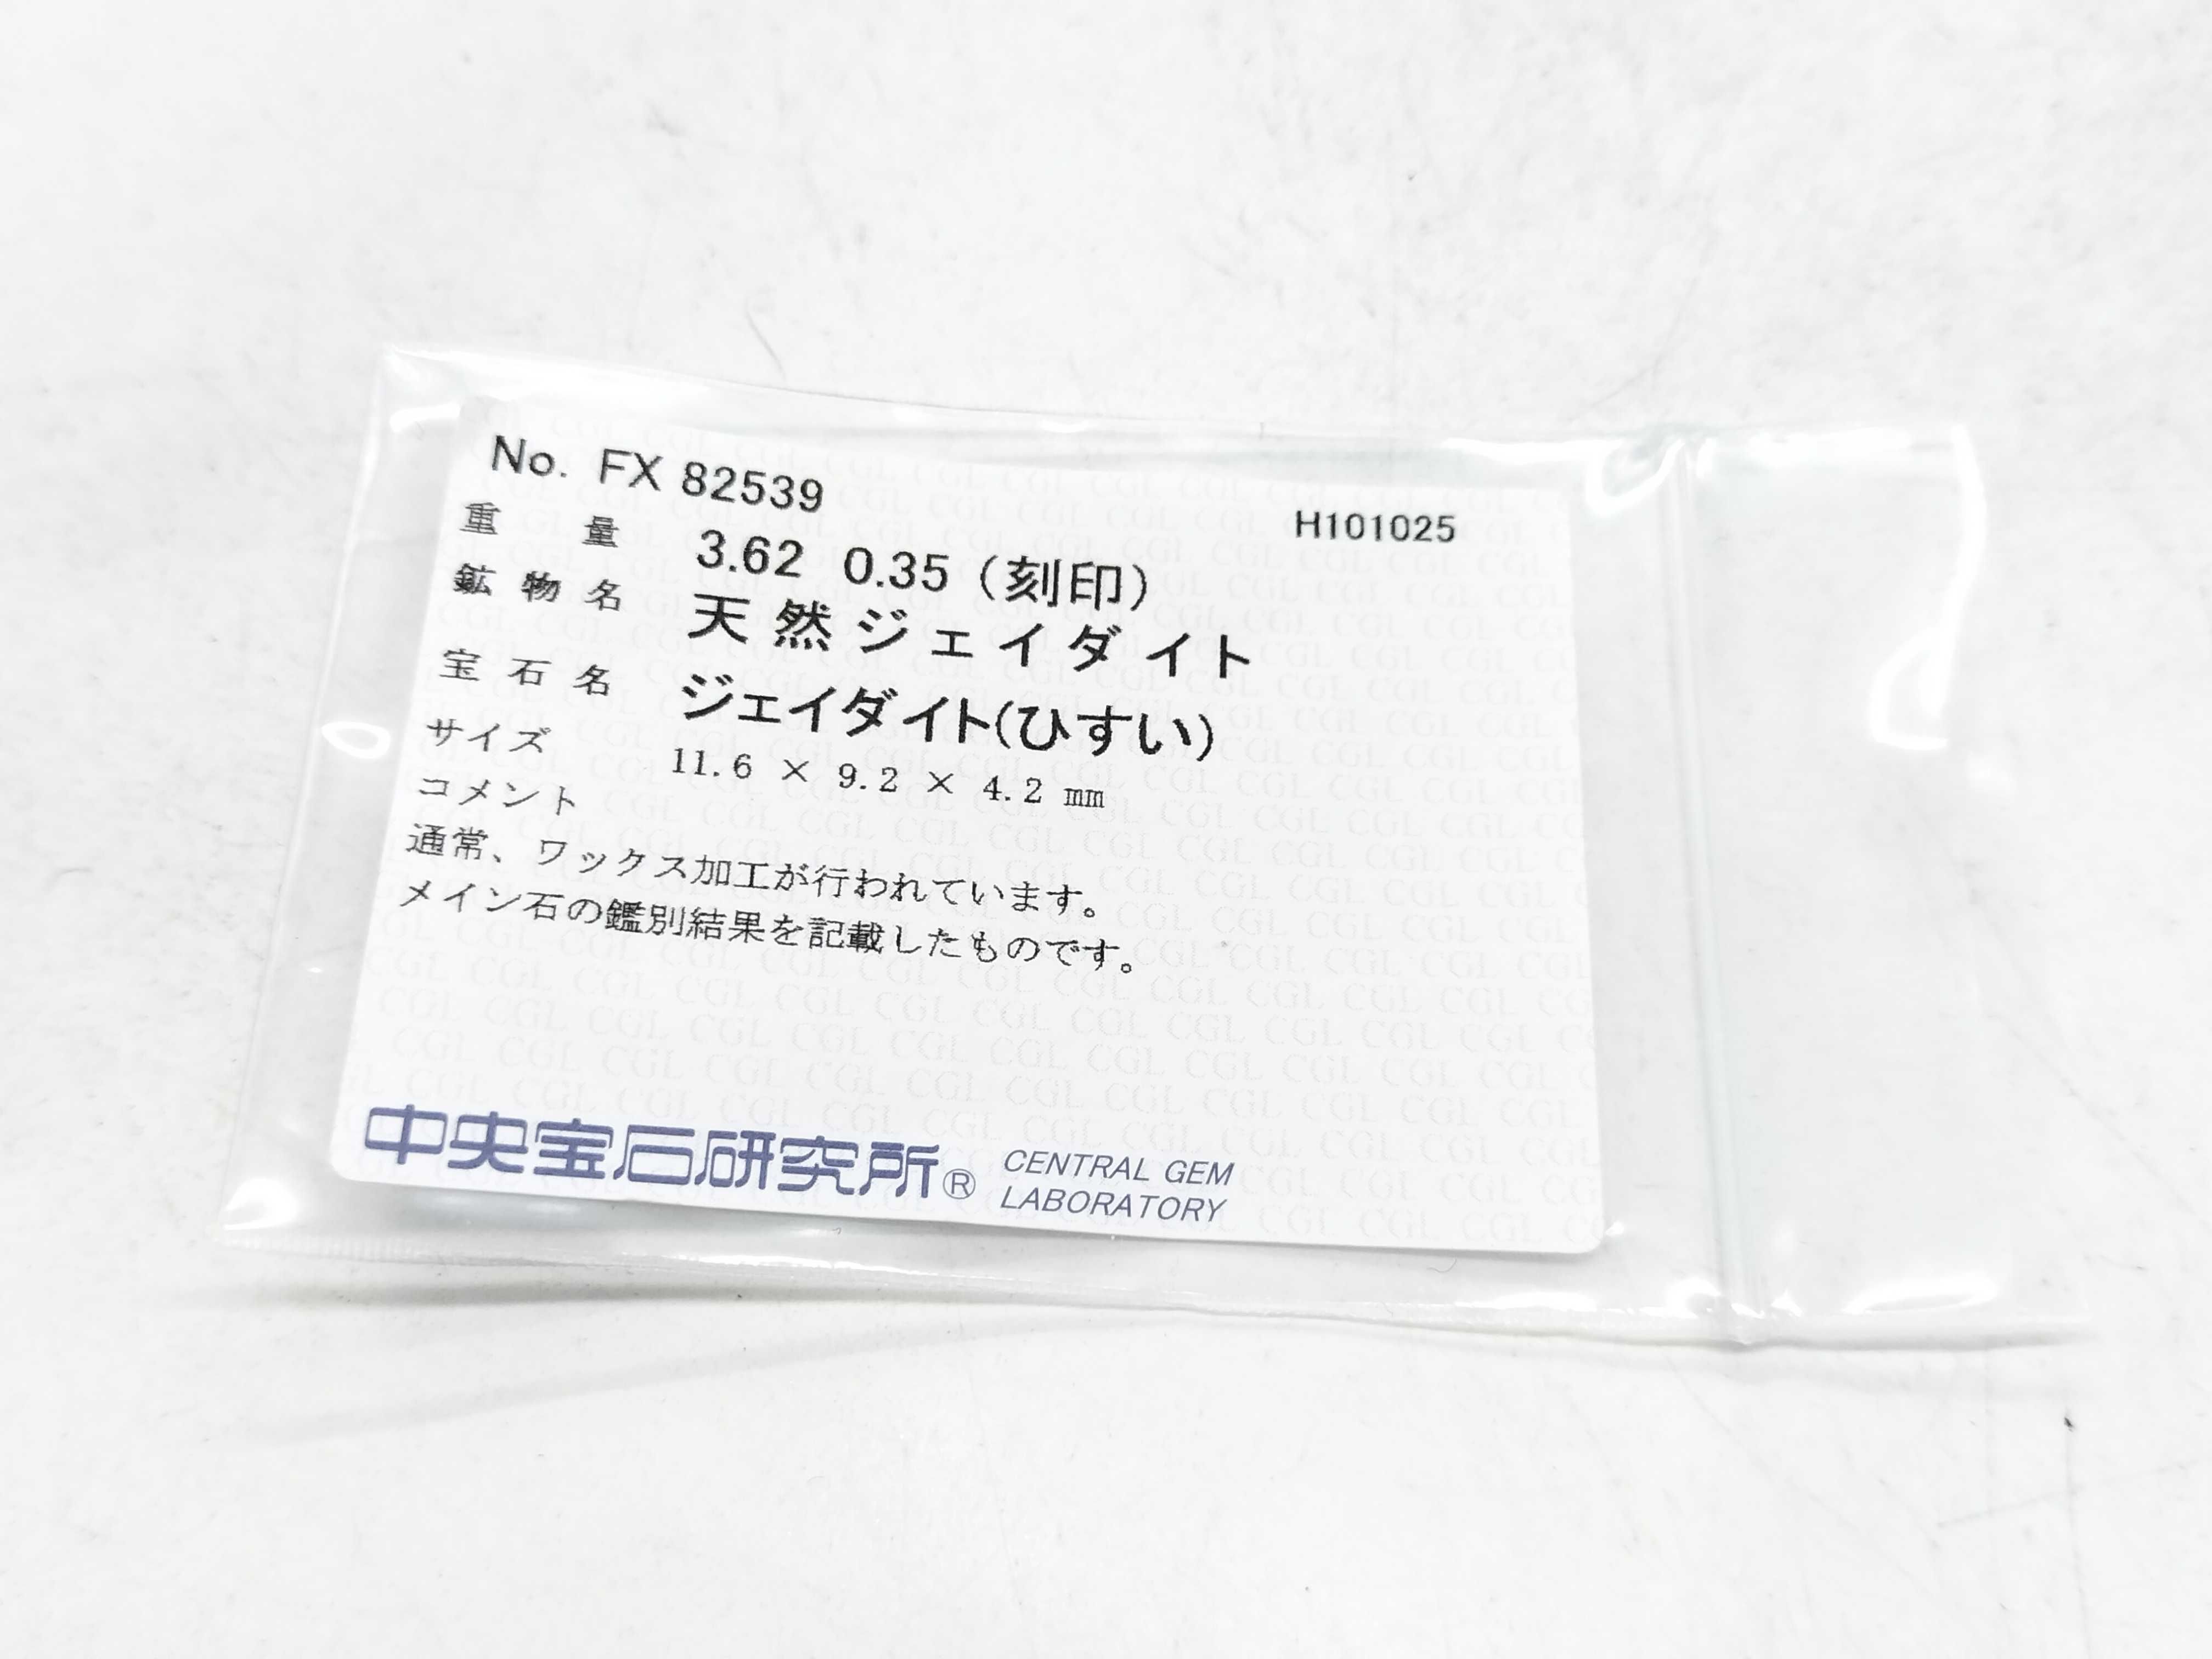 No. FX 82539
H101025
重量 3.62 0.35（刻印）
鉱物名 天然ジェイダイト
宝石名 ジェイダイト(ひすい)
サイズ 11.6 × 9.2 × 4.2 ㎜
コメント
通常、ワックス加工が行われています。
メイン石の鑑別結果を記載したものです。
中央宝石研究所® CENTRAL GEM
LABORATORY